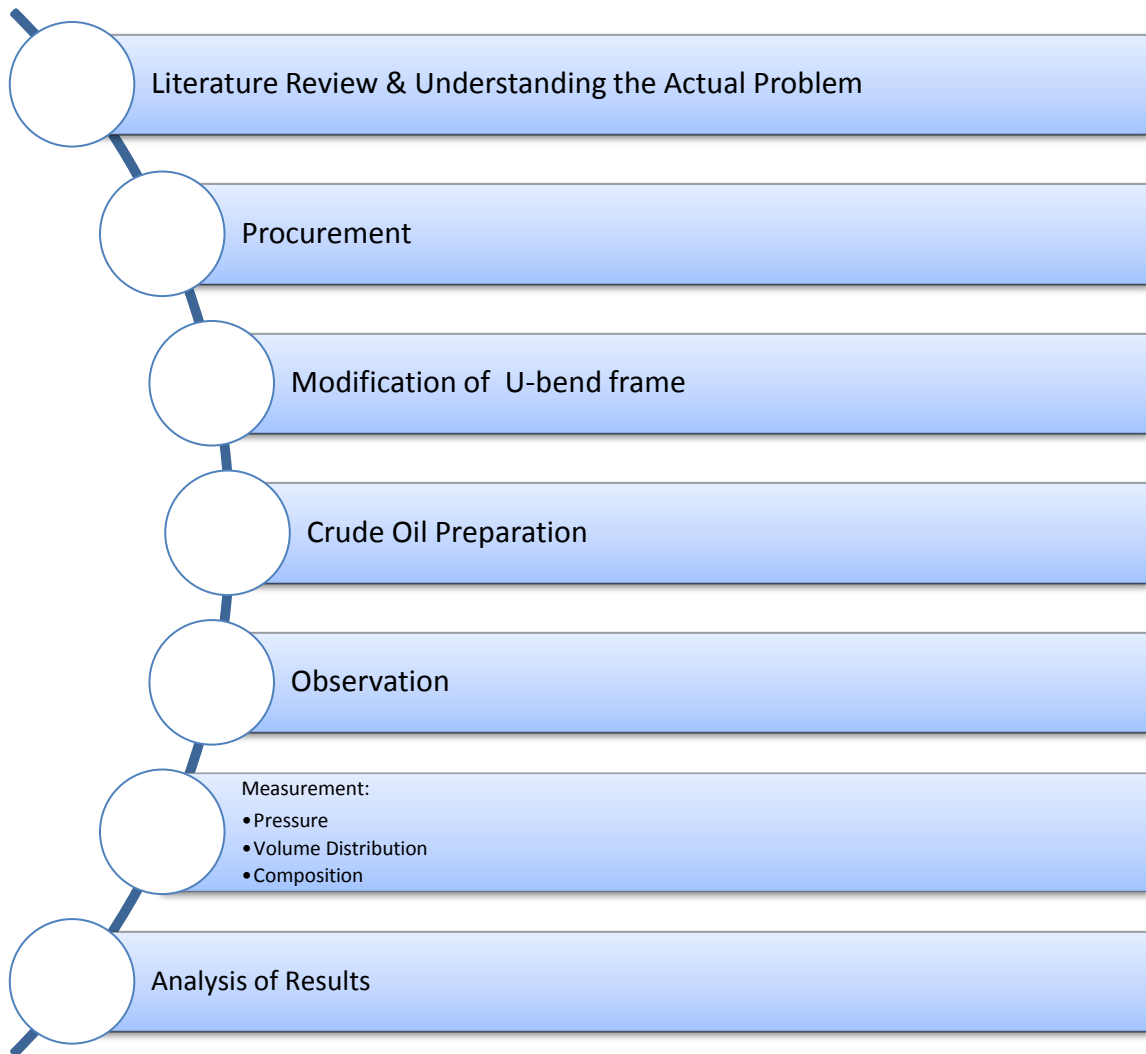 Literature Review & Understanding the Actual Problem
Procurement
Modification of  U-bend frame
Crude Oil Preparation
Observation
Measurement:
•Pressure
•Volume Distribution
•Composition
Analysis of Results